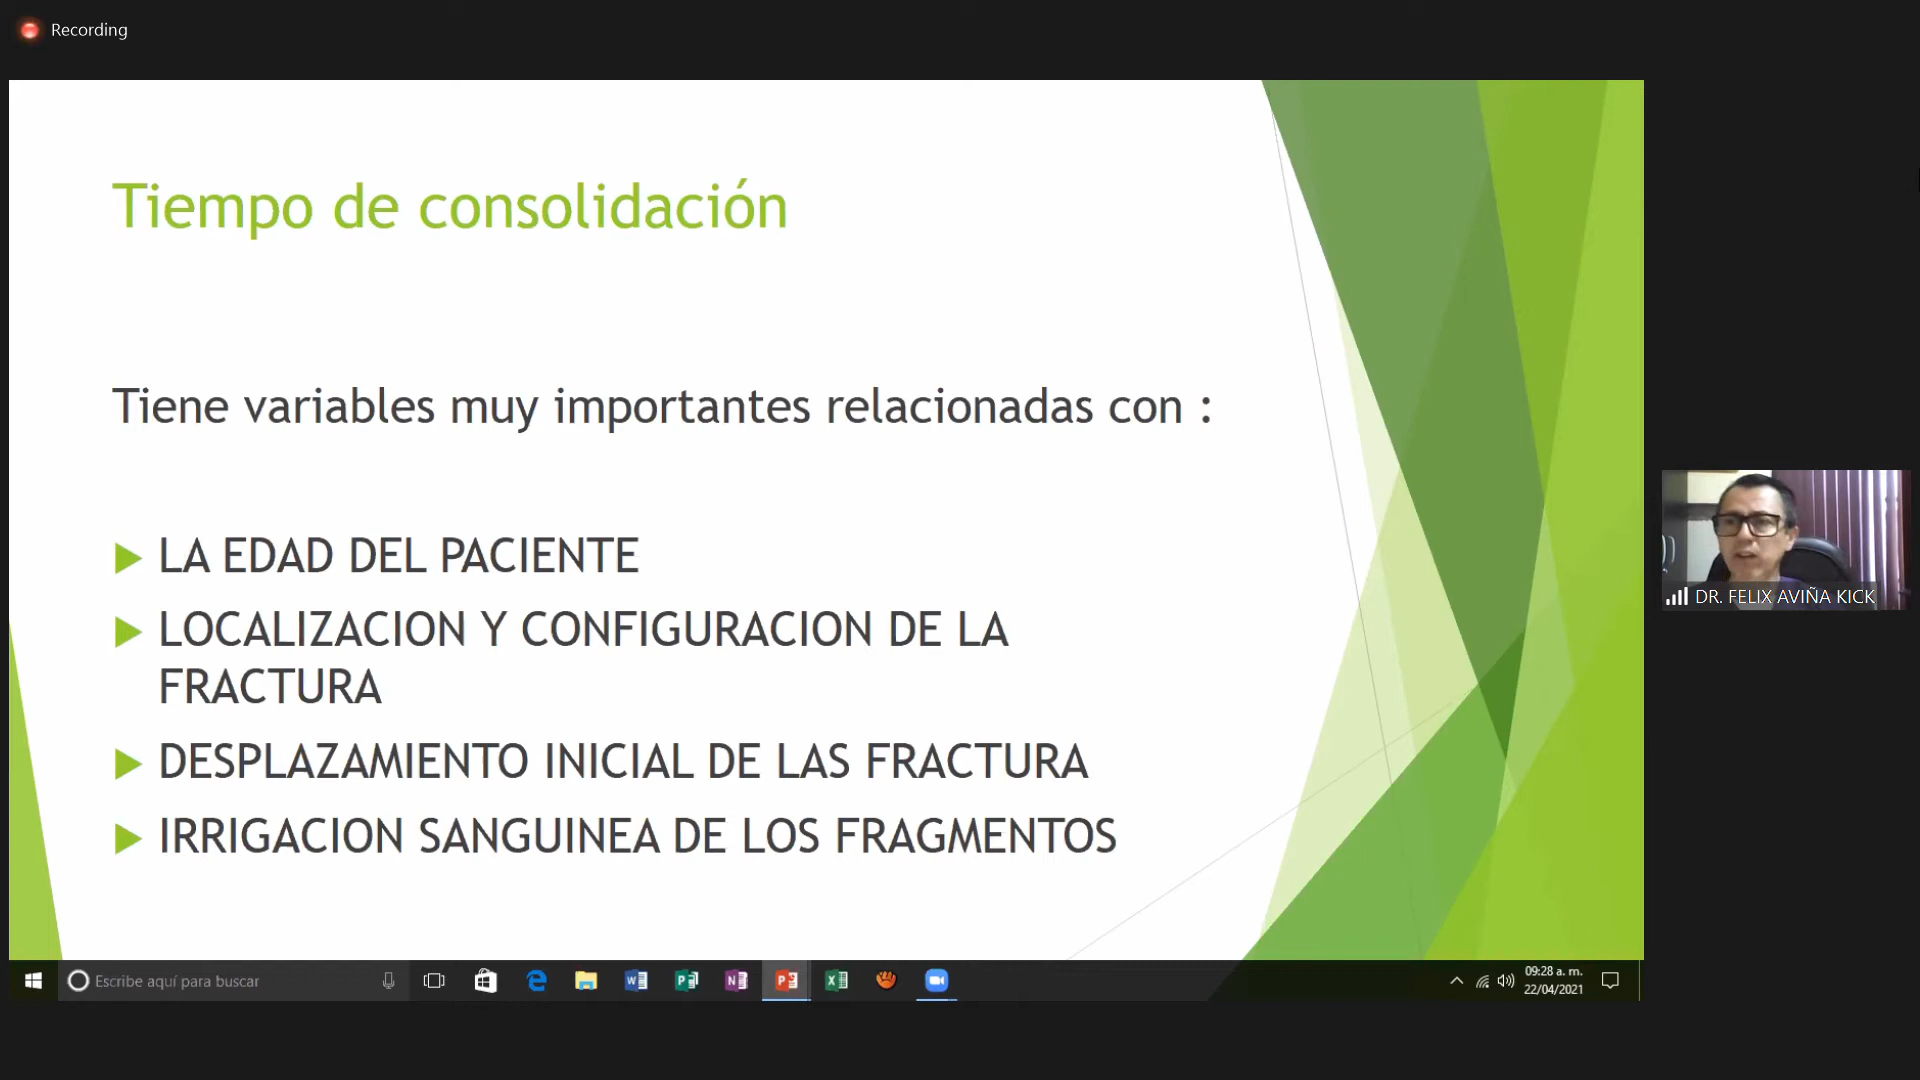 Recording
Tiempo de consolidación
Tiene variables muy importantes relacionadas con :
LA EDAD DEL PACIENTE
LOCALIZACION Y CONFIGURACION DE LA
FRACTURA
DESPLAZAMIENTO INICIAL DE LAS FRACTURA
IRRIGACION SANGUINEA DE LOS FRAGMENTOS
DR. FELIX AVIÑA KICK
Escribe aquí para buscar
09:28 a. m.
22/04/2021